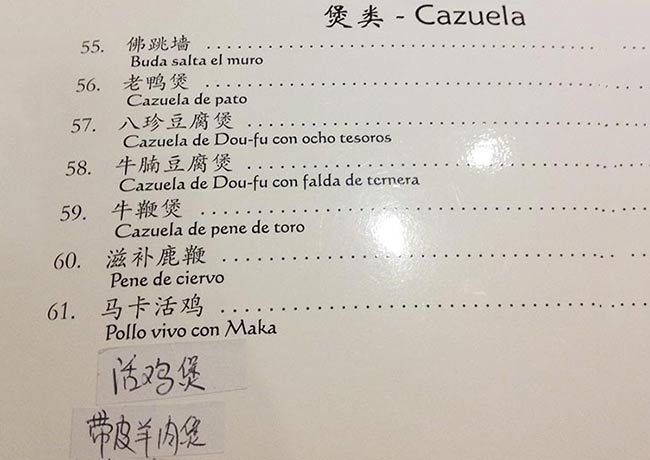 煲类 - Cazuela
55. 佛跳墙
Buda salta el muro
56. 老鸭煲
Cazuela de pato
57. 八珍豆腐煲
Cazuela de Dou-fu con ocho tesoros
58. 牛腩豆腐煲
Cazuela de Dou-fu con falda de ternera
59. 牛鞭煲
Cazuela de pene de toro
60. 滋补鹿鞭
Pene de ciervo
61. 马卡活鸡
Pollo vivo con Maka
活鸡煲
带皮羊肉煲